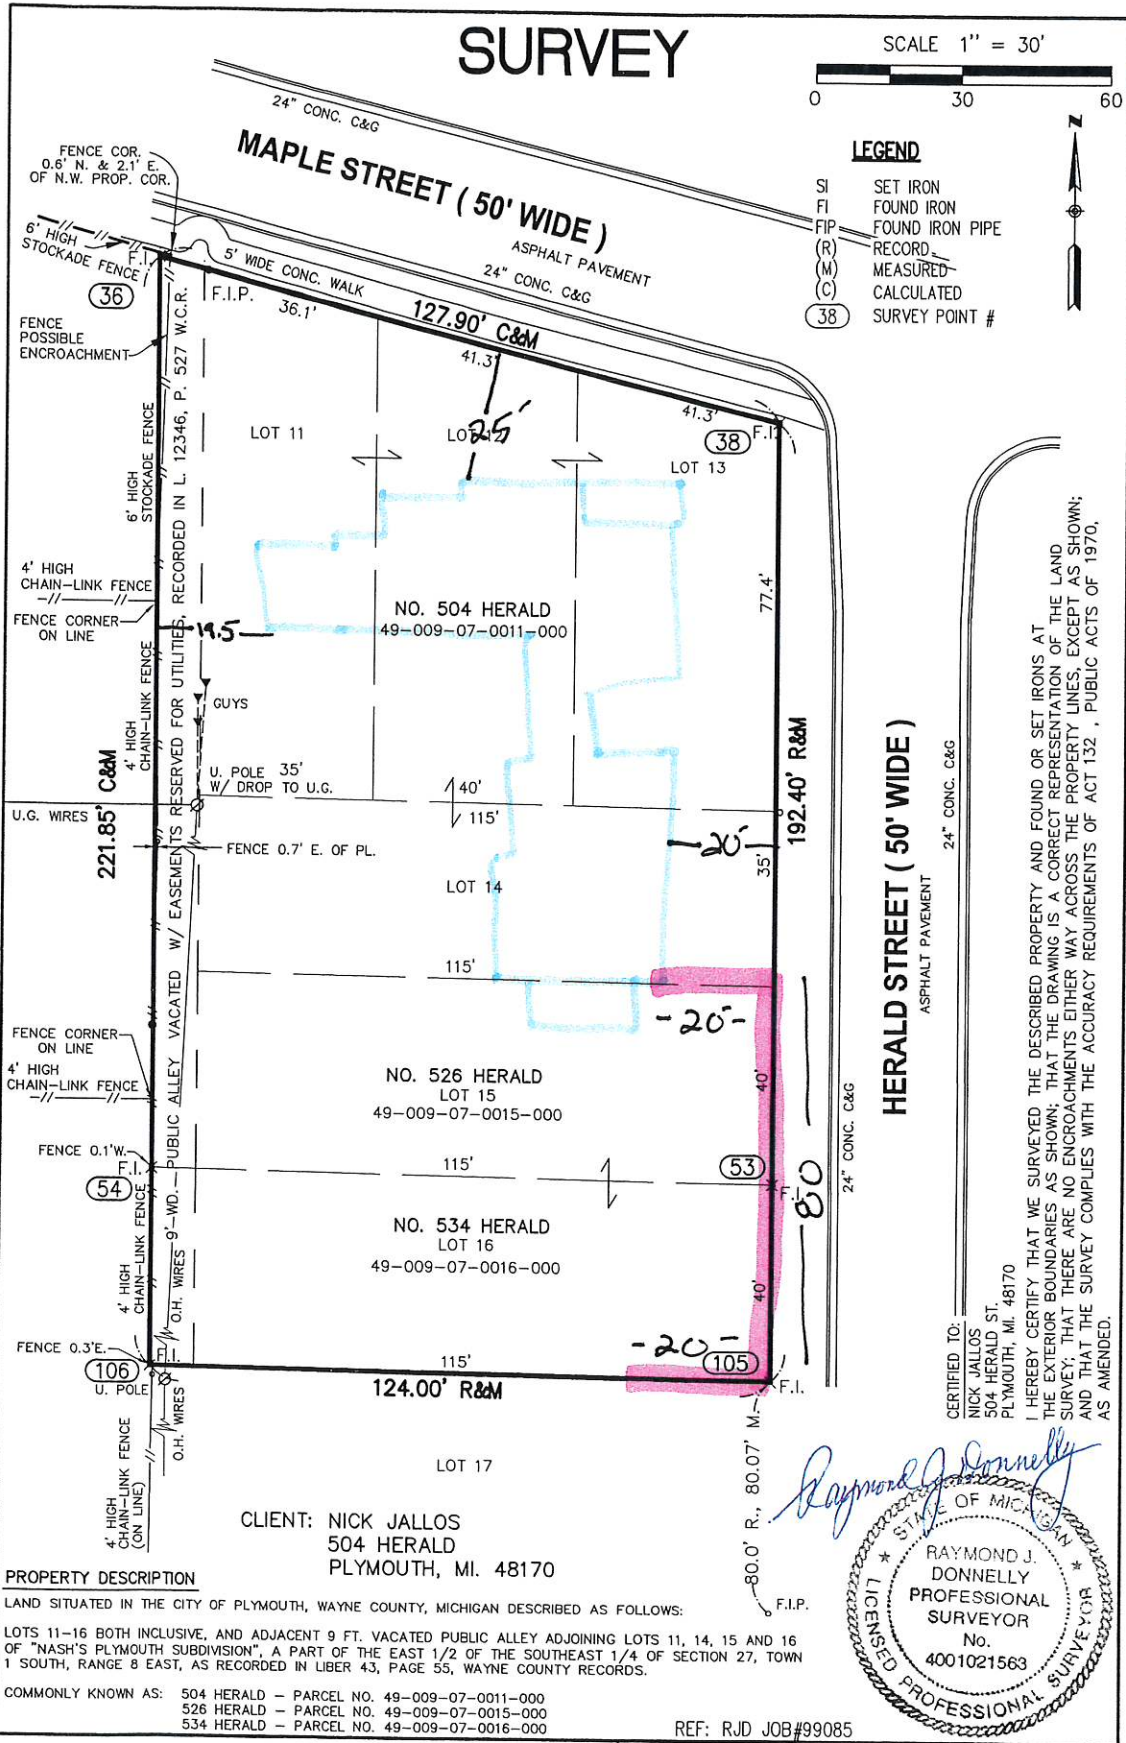 SURVEY
SCALE 1" = 30'
0 30 60
N
LEGEND
SI SET IRON
FI FOUND IRON
FIP FOUND IRON PIPE
(R) RECORD
(M) MEASURED
(C) CALCULATED
38 SURVEY POINT #
24" CONC. C&G
MAPLE STREET ( 50' WIDE )
ASPHALT PAVEMENT
24" CONC. C&G
FENCE COR.
0.6' N. & 2.1' E.
OF N.W. PROP. COR.
6' HIGH
STOCKADE FENCE
F.I.
36
F.I.P.
5' WIDE CONC. WALK
36.1'
127.90' C&M
41.3'
41.3'
38
F.I.
FENCE
POSSIBLE
ENCROACHMENT
LOT 11
LOT 12
25'
LOT 13
6' HIGH
STOCKADE FENCE
4' HIGH
CHAIN-LINK FENCE
FENCE CORNER
ON LINE
19.5
NO. 504 HERALD
49-009-07-0011-000
77.4'
4' HIGH
CHAIN-LINK FENCE
GUYS
U. POLE 35'
W/ DROP TO U.G.
U.G. WIRES
221.85' C&M
40'
115'
192.40' R&M
FENCE 0.7' E. OF PL.
20'
35'
LOT 14
115'
-20'-
9'-WD. PUBLIC ALLEY VACATED W/ EASEMENTS RESERVED FOR UTILITIES, RECORDED IN L. 12346, P. 527 W.C.R.
FENCE CORNER
ON LINE
4' HIGH
CHAIN-LINK FENCE
NO. 526 HERALD
LOT 15
49-009-07-0015-000
40'
FENCE 0.1'W.
F.I.
54
115'
53
F.I.
80
24" CONC. C&G
NO. 534 HERALD
LOT 16
49-009-07-0016-000
4' HIGH
CHAIN-LINK FENCE
O.H. WIRES
40'
FENCE 0.3'E.
106
F.I.
U. POLE
115'
-20'-
105
F.I.
124.00' R&M
4' HIGH
CHAIN-LINK FENCE
(ON LINE)
O.H. WIRES
LOT 17
80.0' R., 80.07' M.
F.I.P.
HERALD STREET ( 50' WIDE )
ASPHALT PAVEMENT
24" CONC. C&G
CERTIFIED TO:
NICK JALLOS
504 HERALD ST.
PLYMOUTH, MI. 48170
I HEREBY CERTIFY THAT WE SURVEYED THE DESCRIBED PROPERTY AND FOUND OR SET IRONS AT
THE EXTERIOR BOUNDARIES AS SHOWN; THAT THE DRAWING IS A CORRECT REPRESENTATION OF THE LAND
SURVEY; THAT THERE ARE NO ENCROACHMENTS EITHER WAY ACROSS THE PROPERTY LINES, EXCEPT AS SHOWN;
AND THAT THE SURVEY COMPLIES WITH THE ACCURACY REQUIREMENTS OF ACT 132 , PUBLIC ACTS OF 1970,
AS AMENDED.
Raymond J. Donnelly
STATE OF MICHIGAN
RAYMOND J.
DONNELLY
PROFESSIONAL
SURVEYOR
No.
4001021563
LICENSED PROFESSIONAL SURVEYOR
CLIENT: NICK JALLOS
504 HERALD
PLYMOUTH, MI. 48170
PROPERTY DESCRIPTION
LAND SITUATED IN THE CITY OF PLYMOUTH, WAYNE COUNTY, MICHIGAN DESCRIBED AS FOLLOWS:
LOTS 11-16 BOTH INCLUSIVE, AND ADJACENT 9 FT. VACATED PUBLIC ALLEY ADJOINING LOTS 11, 14, 15 AND 16
OF "NASH'S PLYMOUTH SUBDIVISION", A PART OF THE EAST 1/2 OF THE SOUTHEAST 1/4 OF SECTION 27, TOWN
1 SOUTH, RANGE 8 EAST, AS RECORDED IN LIBER 43, PAGE 55, WAYNE COUNTY RECORDS.
COMMONLY KNOWN AS: 504 HERALD - PARCEL NO. 49-009-07-0011-000
526 HERALD - PARCEL NO. 49-009-07-0015-000
534 HERALD - PARCEL NO. 49-009-07-0016-000
REF: RJD JOB#99085